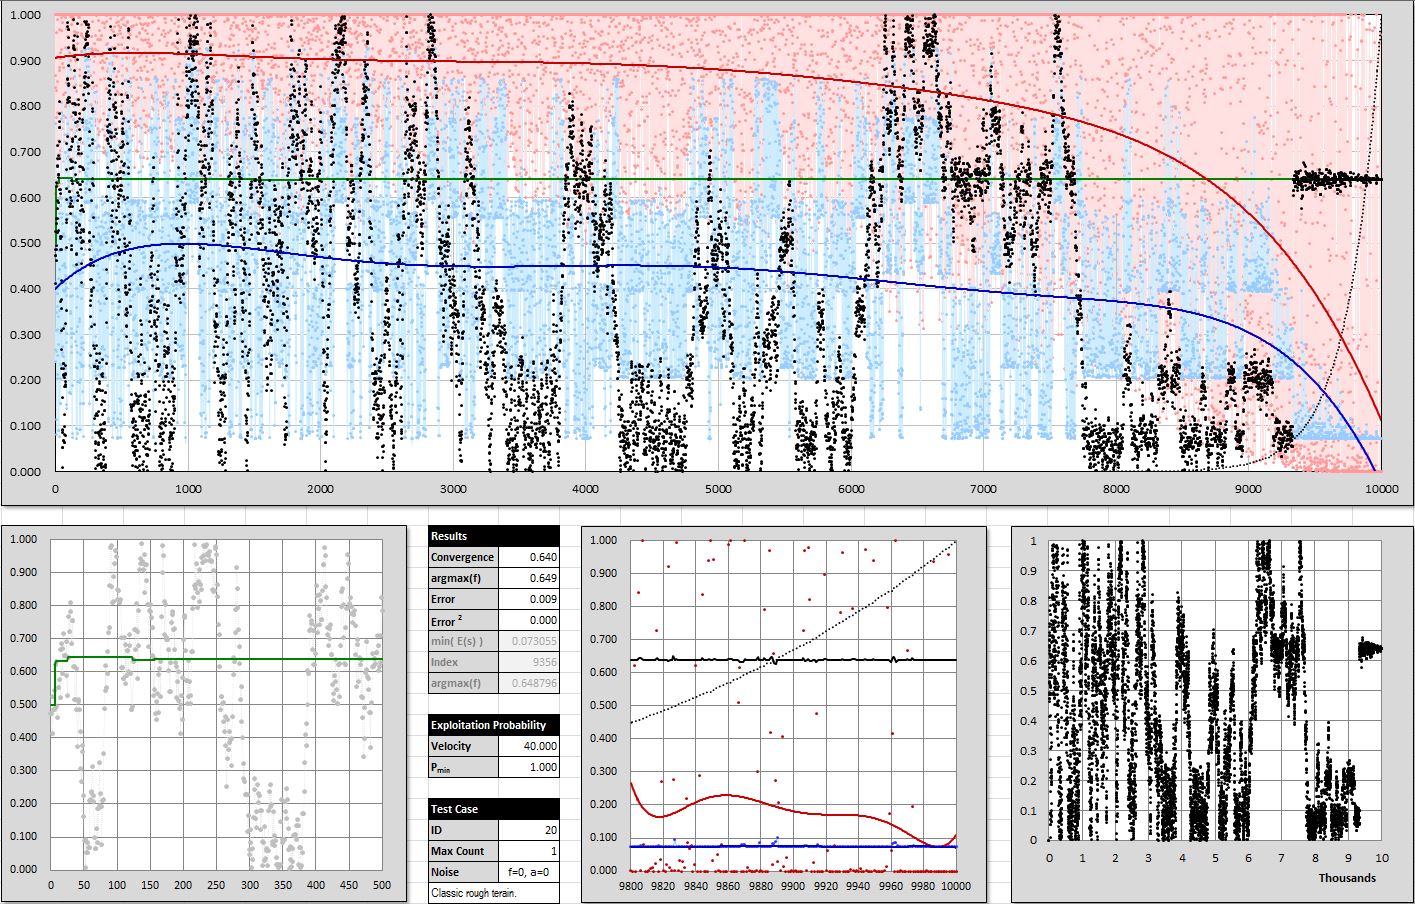 1.000
0.900
0.800
0.700
0.600
0.500
0.400
0.300
0.200
0.100
0.000
0 1000 2000 3000 4000 5000 6000 7000 8000 9000 10000
1.000
0.900
0.800
0.700
0.600
0.500
0.400
0.300
0.200
0.100
0.000
0 50 100 150 200 250 300 350 400 450 500
Results
Convergence 0.640
argmax(f) 0.649
Error 0.009
Error ² 0.000
min( E(s) ) 0.073055
Index 9356
argmax(f) 0.648796
Exploitation Probability
Velocity 40.000
Pmin 1.000
Test Case
ID 20
Max Count 1
Noise f=0, a=0
Classic rough terrain.
1.000
0.900
0.800
0.700
0.600
0.500
0.400
0.300
0.200
0.100
0.000
9800 9820 9840 9860 9880 9900 9920 9940 9960 9980 10000
1
0.9
0.8
0.7
0.6
0.5
0.4
0.3
0.2
0.1
0
0 1 2 3 4 5 6 7 8 9 10
Thousands